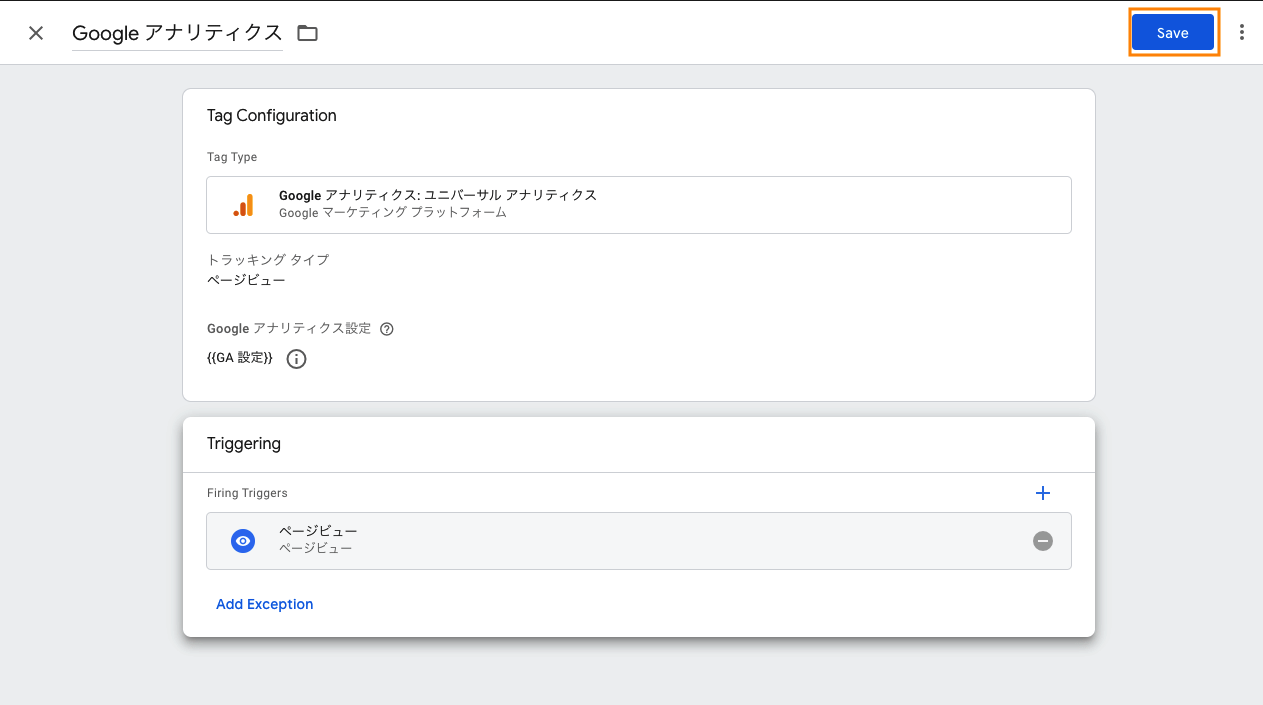 Google アナリティクス
Save
Tag Configuration
Tag Type
Google アナリティクス: ユニバーサル アナリティクス
Google マーケティング プラットフォーム
トラッキング タイプ
ページビュー
Google アナリティクス設定
{{GA 設定}}
Triggering
Firing Triggers
ページビュー
ページビュー
Add Exception